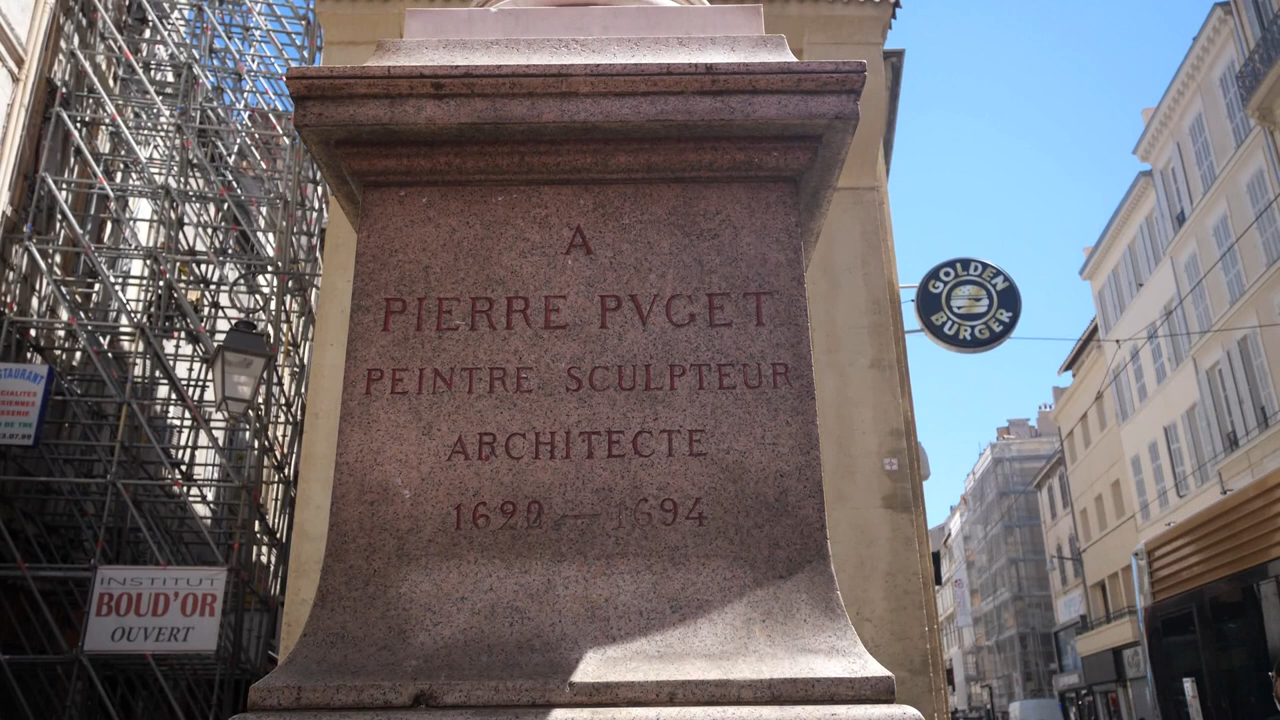 A
PIERRE PVGET
PEINTRE SCULPTEUR
ARCHITECTE
1620 — 1694
GOLDEN
BURGER
INSTITUT
BOUD'OR
OUVERT